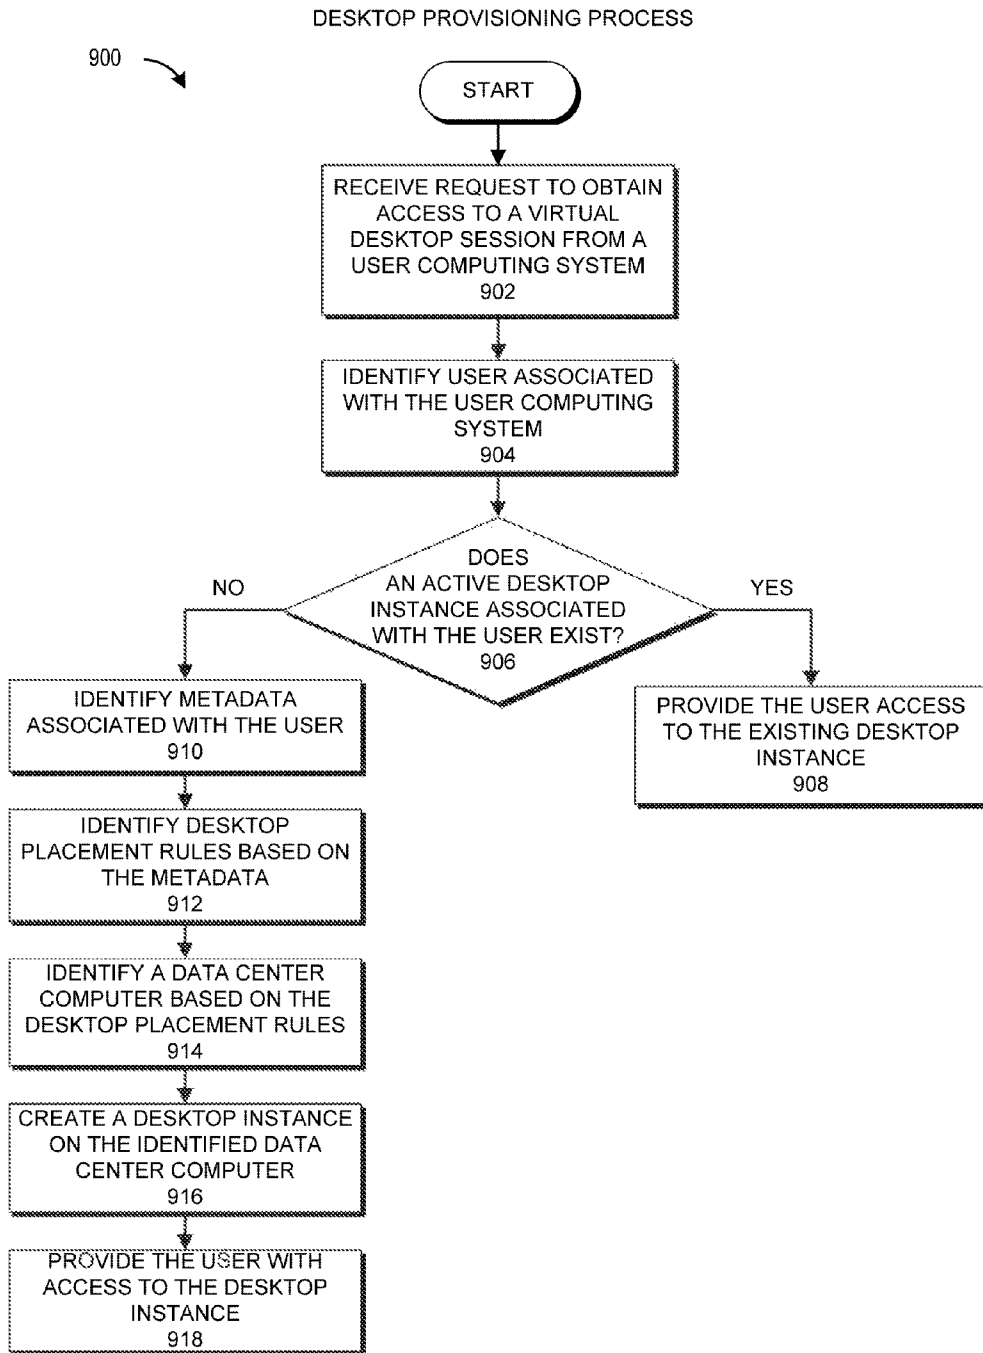 DESKTOP PROVISIONING PROCESS
900
START
RECEIVE REQUEST TO OBTAIN
ACCESS TO A VIRTUAL
DESKTOP SESSION FROM A
USER COMPUTING SYSTEM
902
IDENTIFY USER ASSOCIATED
WITH THE USER COMPUTING
SYSTEM
904
DOES
AN ACTIVE DESKTOP
INSTANCE ASSOCIATED
WITH THE USER EXIST?
906
NO
YES
PROVIDE THE USER ACCESS
TO THE EXISTING DESKTOP
INSTANCE
908
IDENTIFY METADATA
ASSOCIATED WITH THE USER
910
IDENTIFY DESKTOP
PLACEMENT RULES BASED ON
THE METADATA
912
IDENTIFY A DATA CENTER
COMPUTER BASED ON THE
DESKTOP PLACEMENT RULES
914
CREATE A DESKTOP INSTANCE
ON THE IDENTIFIED DATA
CENTER COMPUTER
916
PROVIDE THE USER WITH
ACCESS TO THE DESKTOP
INSTANCE
918